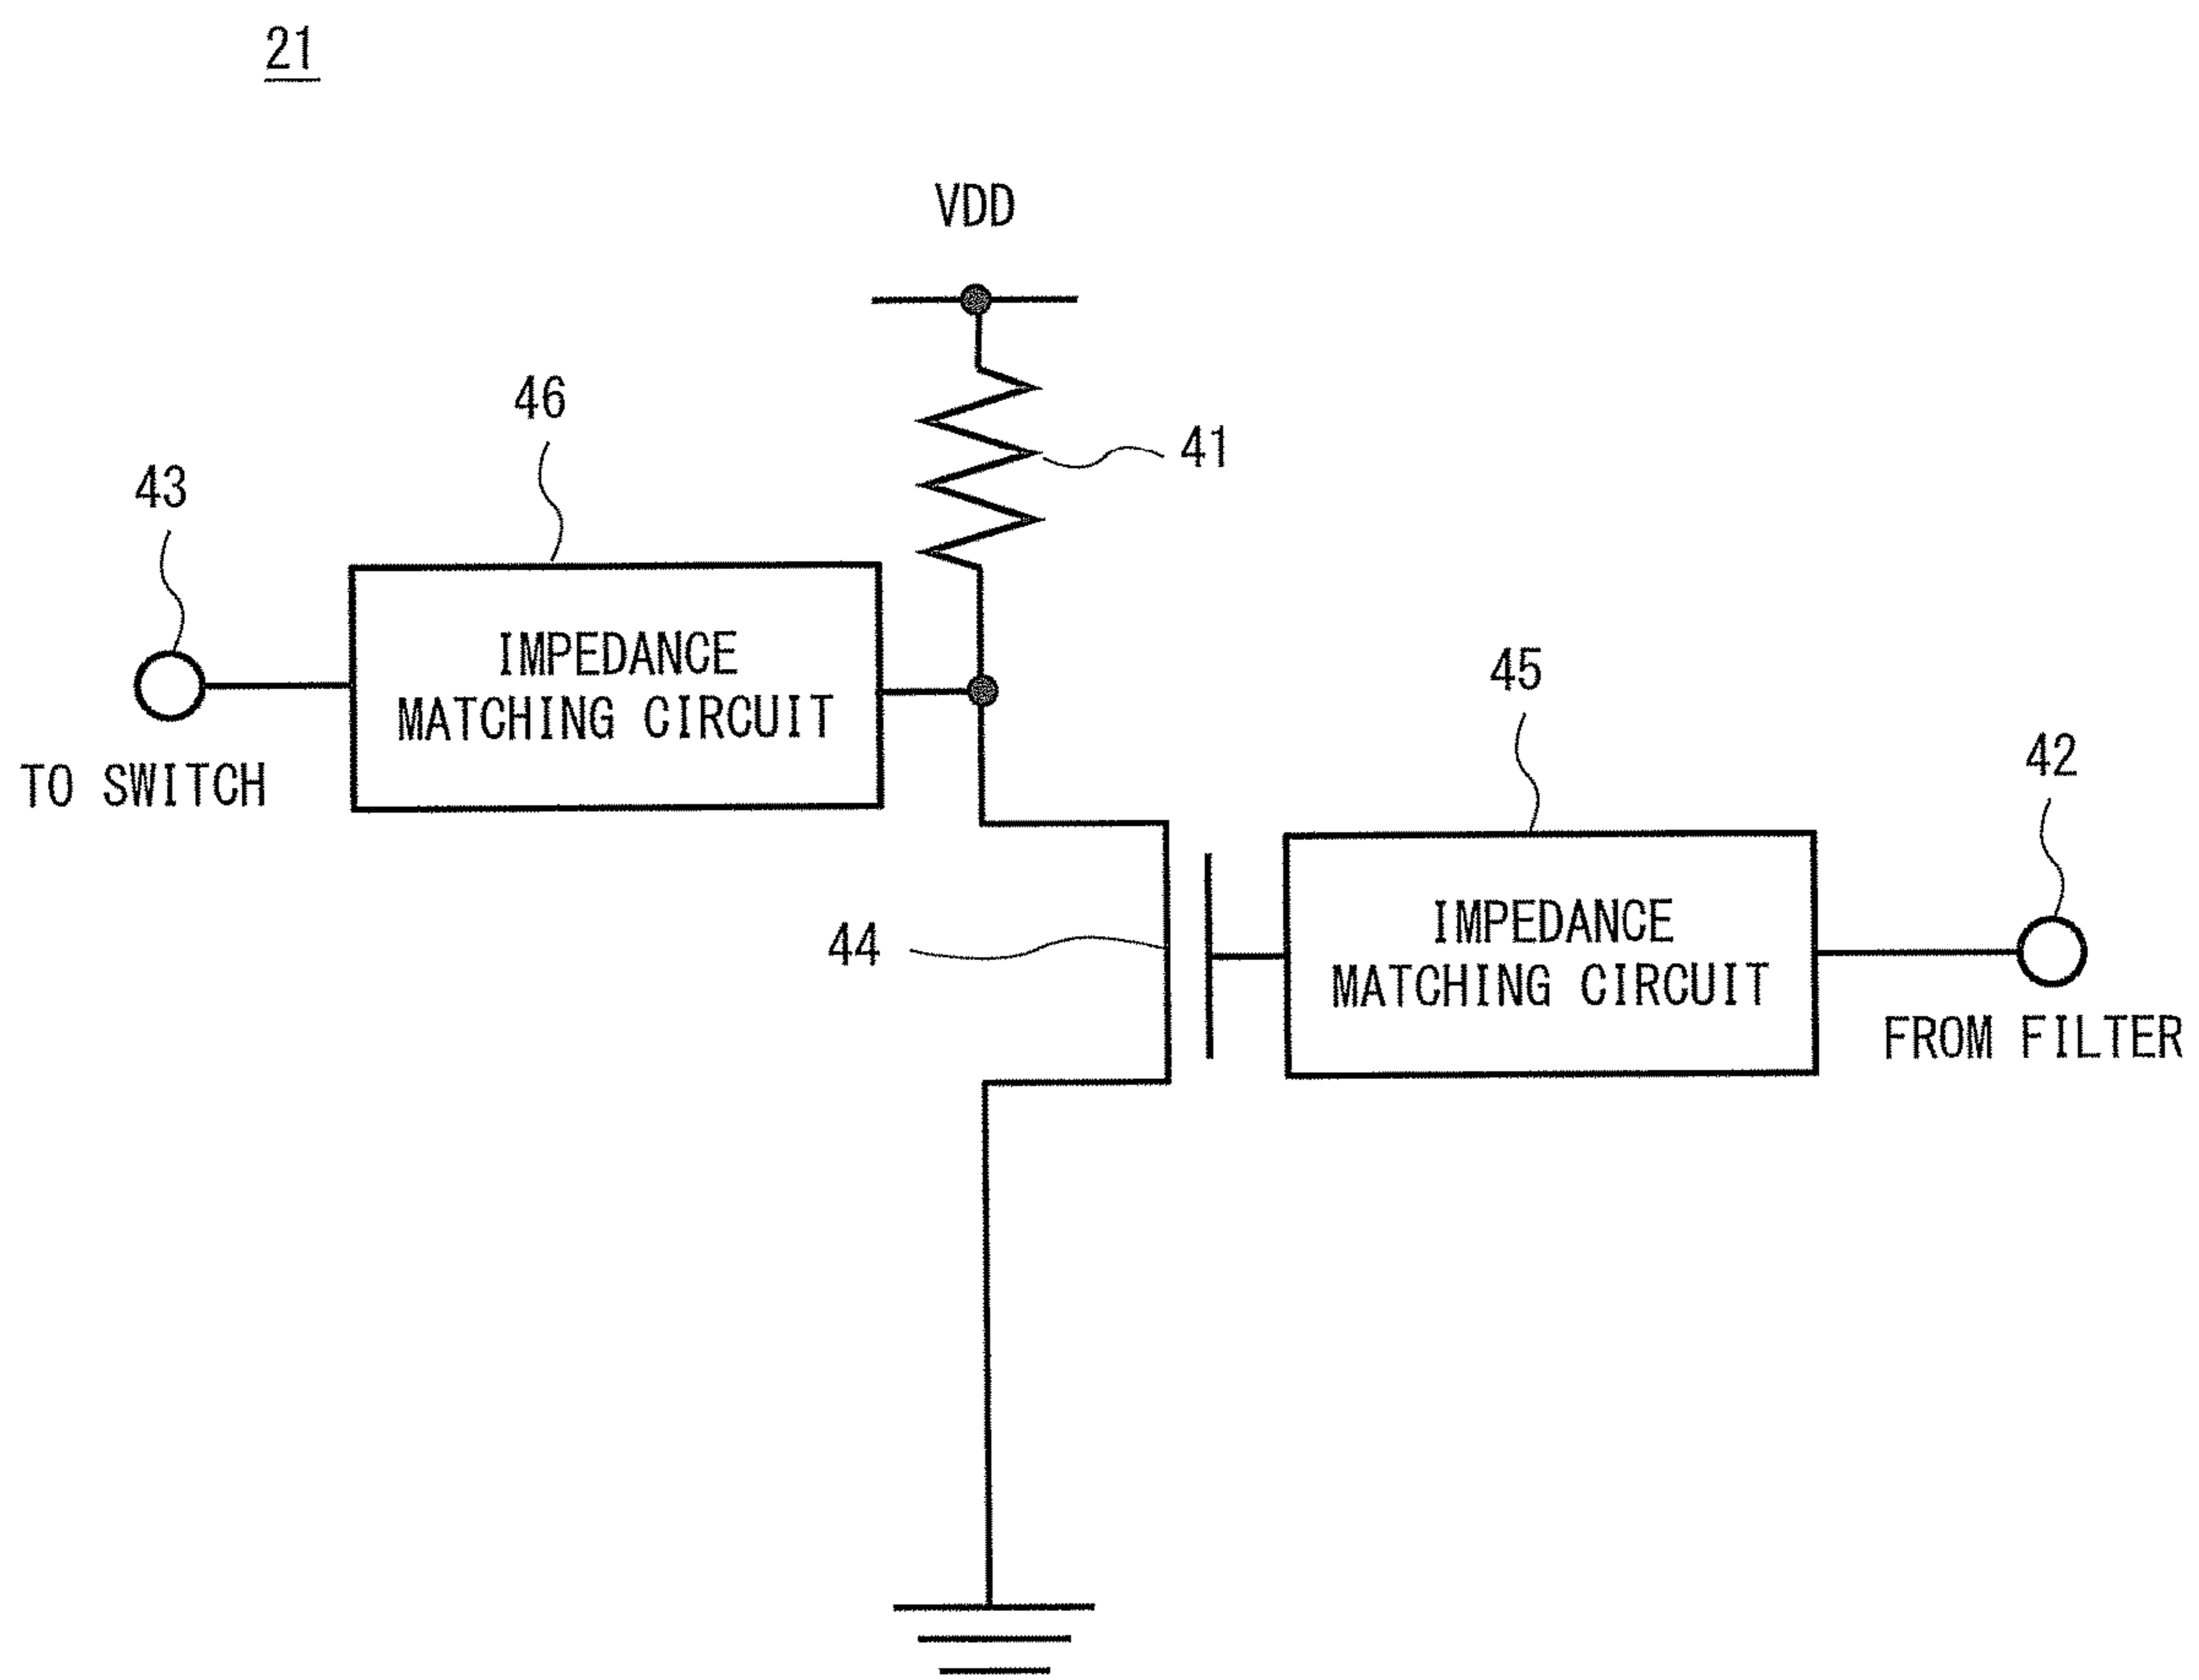 21
VDD
46
41
43
IMPEDANCE
MATCHING CIRCUIT
TO SWITCH
45
42
44
IMPEDANCE
MATCHING CIRCUIT
FROM FILTER